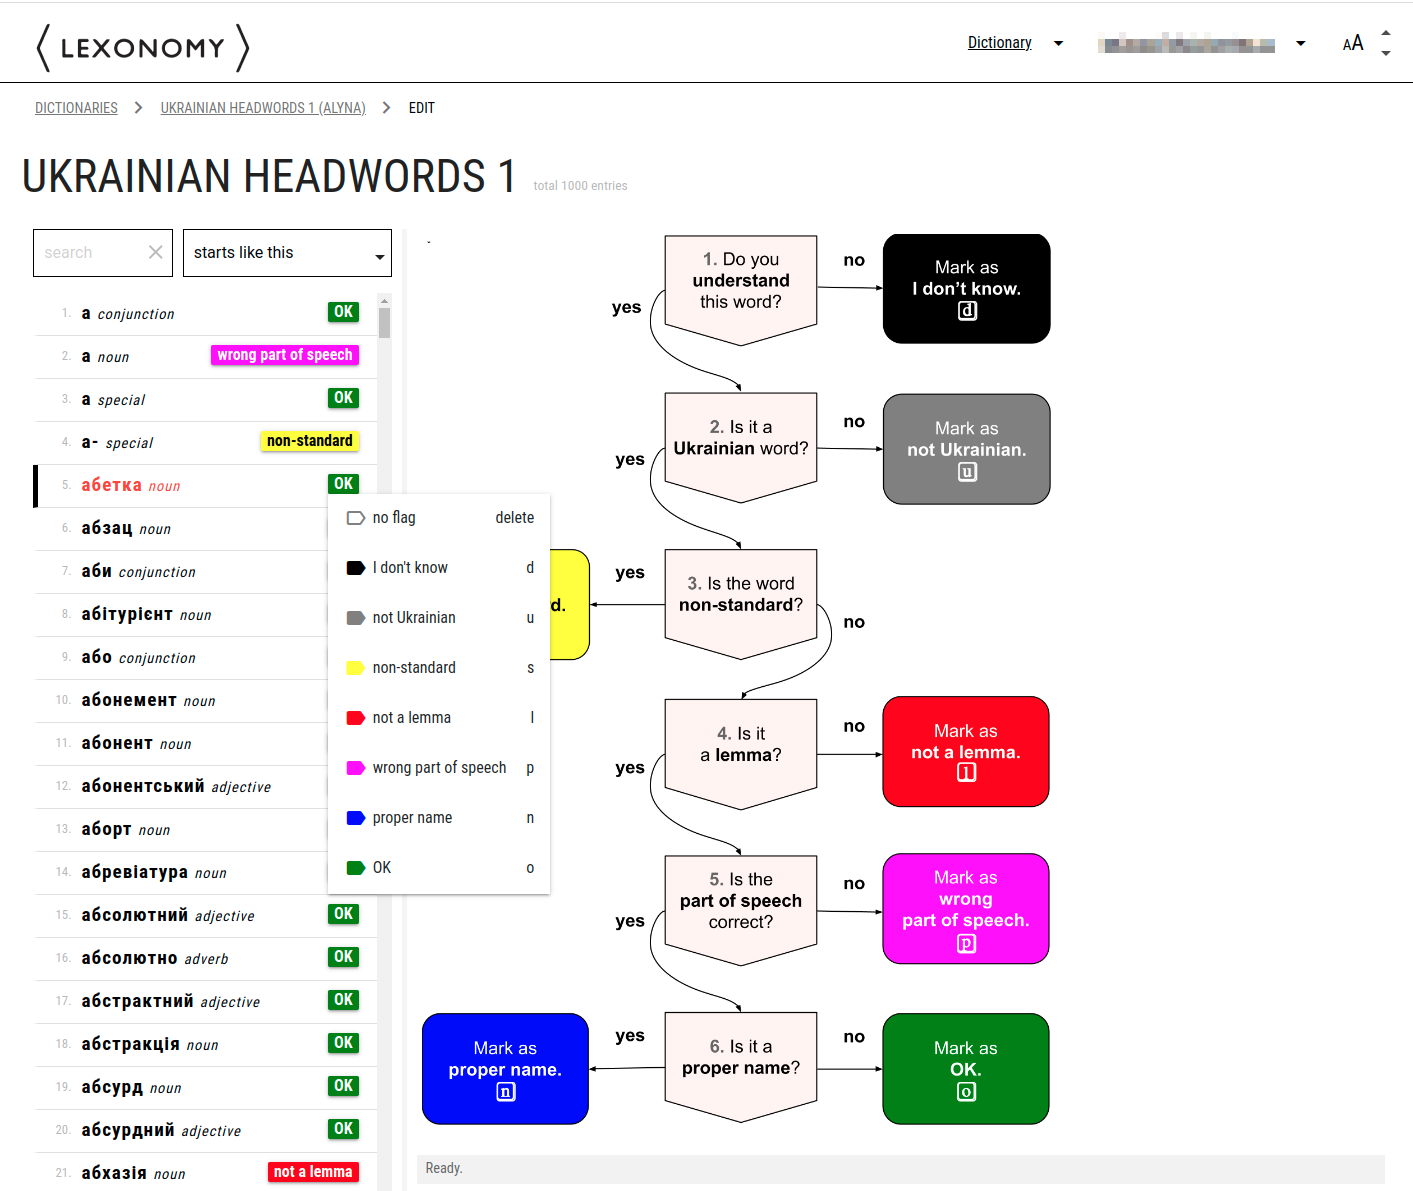 LEXONOMY
Dictionary
AA
DICTIONARIES
UKRAINIAN HEADWORDS 1 (ALYNA)
EDIT
UKRAINIAN HEADWORDS 1
total 1000 entries
search
starts like this
1. а conjunction OK
2. а noun wrong part of speech
3. а special OK
4. а- special non-standard
5. абетка noun OK
6. абзац noun
7. аби conjunction
8. абітурієнт noun
9. або conjunction
10. абонемент noun
11. абонент noun
12. абонентський adjective
13. аборт noun
14. абревіатура noun
15. абсолютний adjective OK
16. абсолютно adverb OK
17. абстрактний adjective OK
18. абстракція noun OK
19. абсурд noun OK
20. абсурдний adjective OK
21. абхазія noun not a lemma
no flag delete
I don't know d
not Ukrainian u
non-standard s
not a lemma l
wrong part of speech p
proper name n
OK o
1. Do you
understand
this word?
yes
no
Mark as
I don’t know.
d
2. Is it a
Ukrainian word?
yes
no
Mark as
not Ukrainian.
u
3. Is the word
non-standard?
yes
d.
no
4. Is it
a lemma?
yes
no
Mark as
not a lemma.
l
5. Is the
part of speech
correct?
yes
no
Mark as
wrong
part of speech.
p
6. Is it a
proper name?
yes
Mark as
proper name.
n
no
Mark as
OK.
o
Ready.